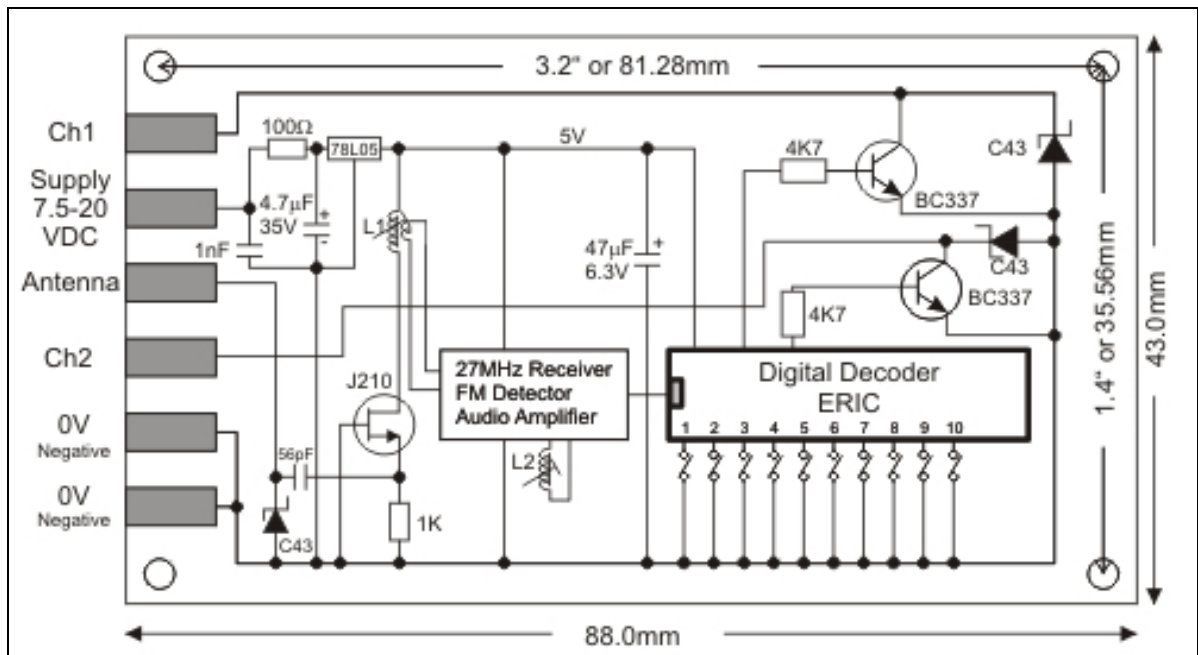 3.2" or 81.28mm
Ch1
Supply
7.5-20
VDC
Antenna
Ch2
0V
Negative
0V
Negative
100Ω
78L05
5V
4.7µF
35V
+
-
1nF
L1
47µF
6.3V
+
4K7
BC337
C43
C43
BC337
4K7
J210
27MHz Receiver
FM Detector
Audio Amplifier
Digital Decoder
ERIC
1 2 3 4 5 6 7 8 9 10
56pF
L2
1K
C43
1.4" or 35.56mm
43.0mm
88.0mm